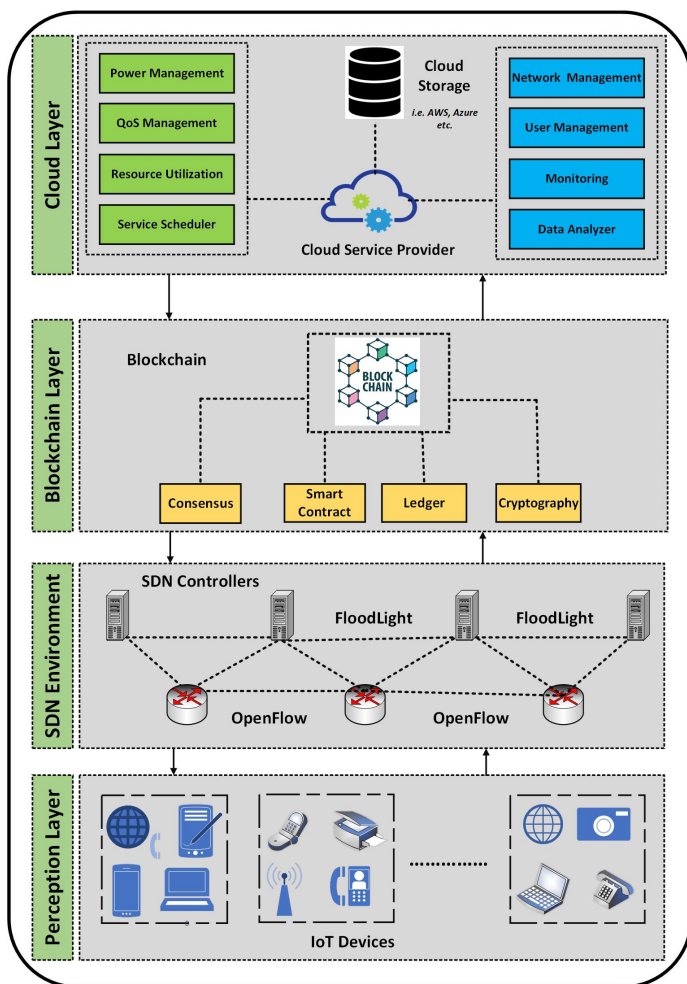 Cloud Layer
Power Management
QoS Management
Resource Utilization
Service Scheduler
Cloud
Storage
i.e. AWS, Azure
etc.
Cloud Service Provider
Network Management
User Management
Monitoring
Data Analyzer
Blockchain Layer
Blockchain
BLOCK
CHAIN
Consensus
Smart
Contract
Ledger
Cryptography
SDN Environment
SDN Controllers
FloodLight
FloodLight
OpenFlow
OpenFlow
Perception Layer
IoT Devices